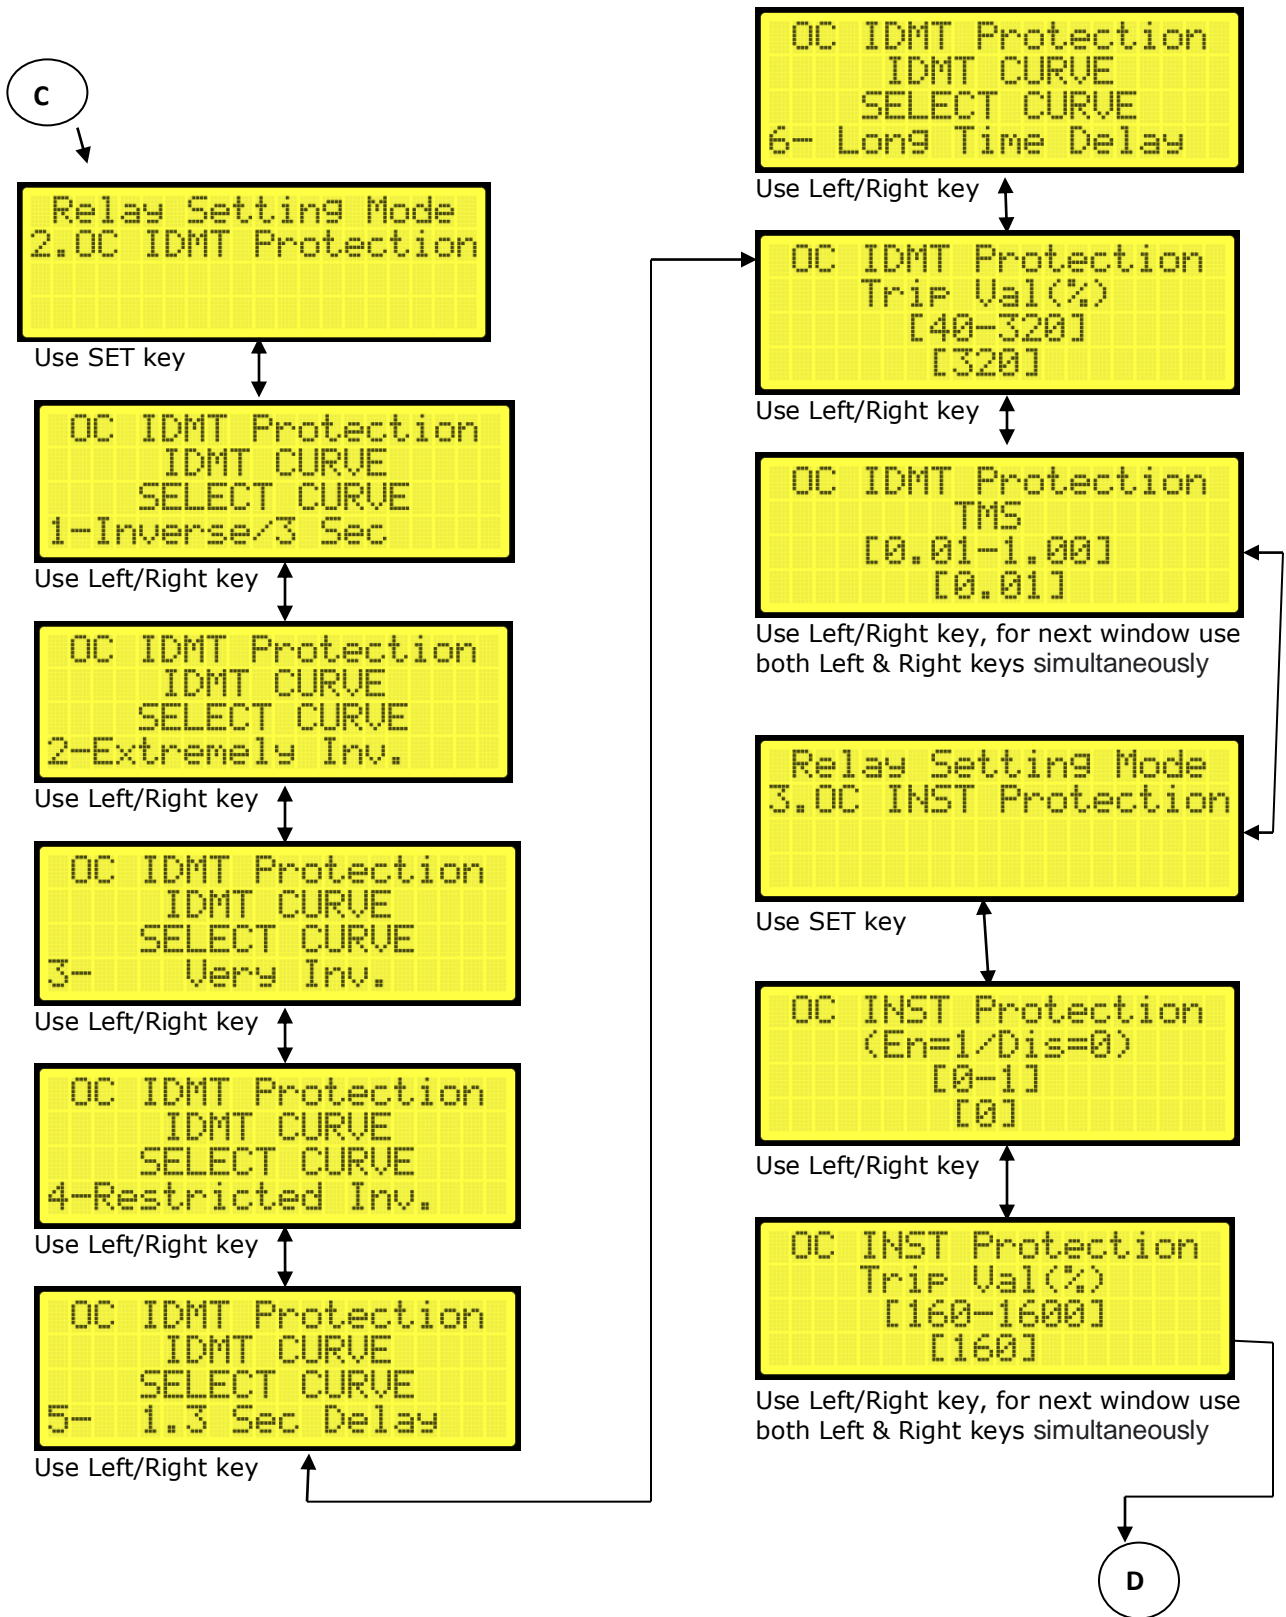 C
Relay Setting Mode
2.OC IDMT Protection
Use SET key
OC IDMT Protection
IDMT CURVE
SELECT CURVE
1-Inverse/3 Sec
Use Left/Right key
OC IDMT Protection
IDMT CURVE
SELECT CURVE
2-Extremely Inv.
Use Left/Right key
OC IDMT Protection
IDMT CURVE
SELECT CURVE
3- Very Inv.
Use Left/Right key
OC IDMT Protection
IDMT CURVE
SELECT CURVE
4-Restricted Inv.
Use Left/Right key
OC IDMT Protection
IDMT CURVE
SELECT CURVE
5- 1.3 Sec Delay
Use Left/Right key
OC IDMT Protection
IDMT CURVE
SELECT CURVE
6- Long Time Delay
Use Left/Right key
OC IDMT Protection
Trip Val(%)
[40-320]
[320]
Use Left/Right key
OC IDMT Protection
TMS
[0.01-1.00]
[0.01]
Use Left/Right key, for next window use
both Left & Right keys simultaneously
Relay Setting Mode
3.OC INST Protection
Use SET key
OC INST Protection
(En=1/Dis=0)
[0-1]
[0]
Use Left/Right key
OC INST Protection
Trip Val(%)
[160-1600]
[160]
Use Left/Right key, for next window use
both Left & Right keys simultaneously
D